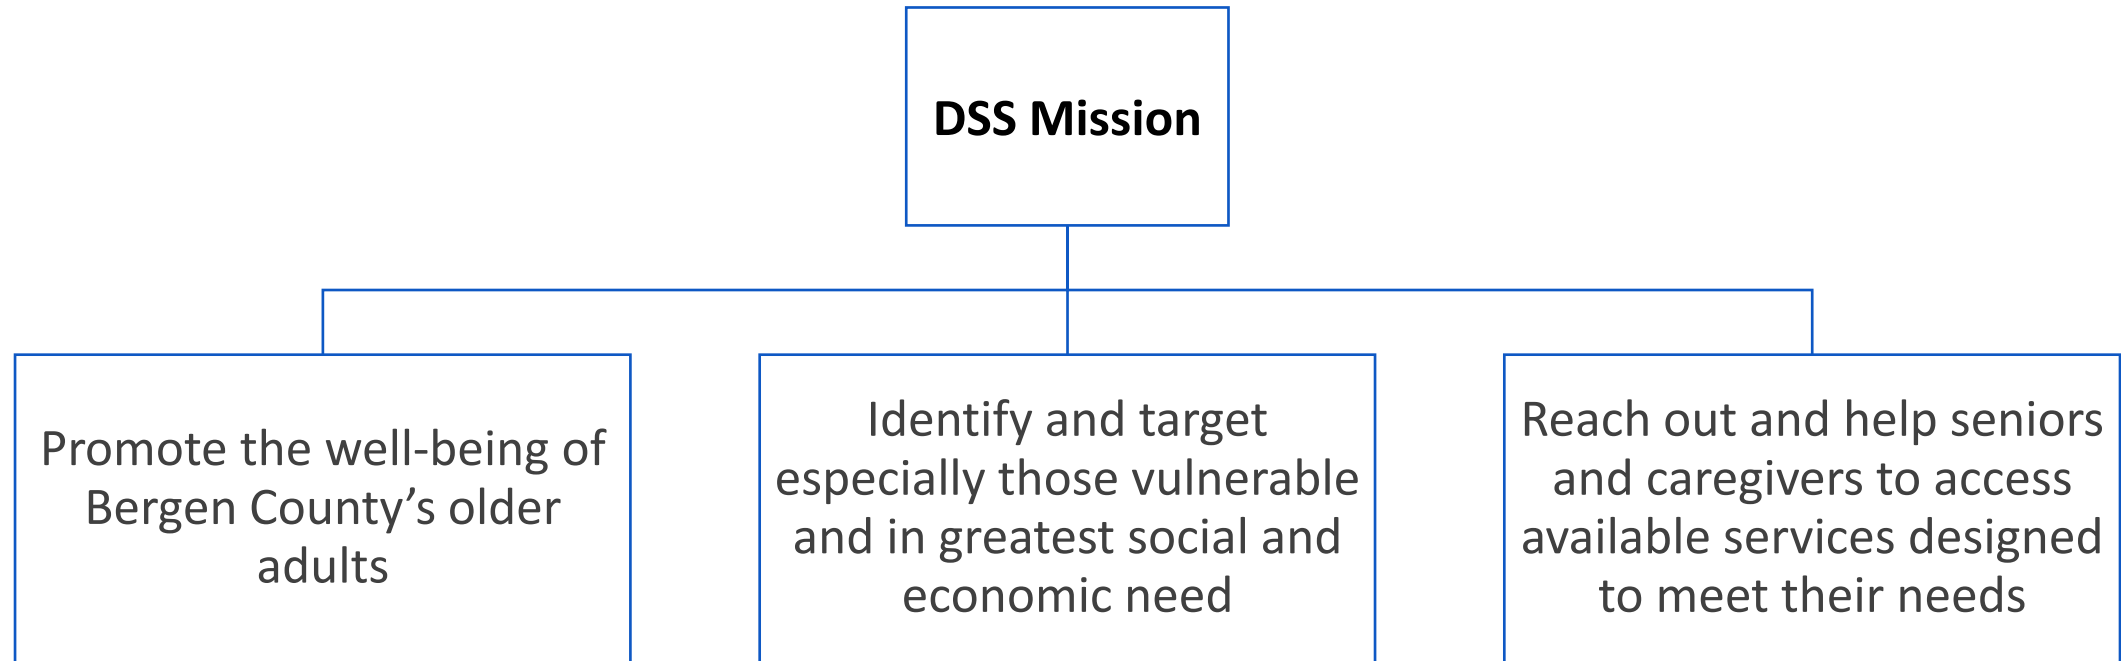 DSS Mission
Promote the well-being of
Bergen County’s older
adults
Identify and target
especially those vulnerable
and in greatest social and
economic need
Reach out and help seniors
and caregivers to access
available services designed
to meet their needs